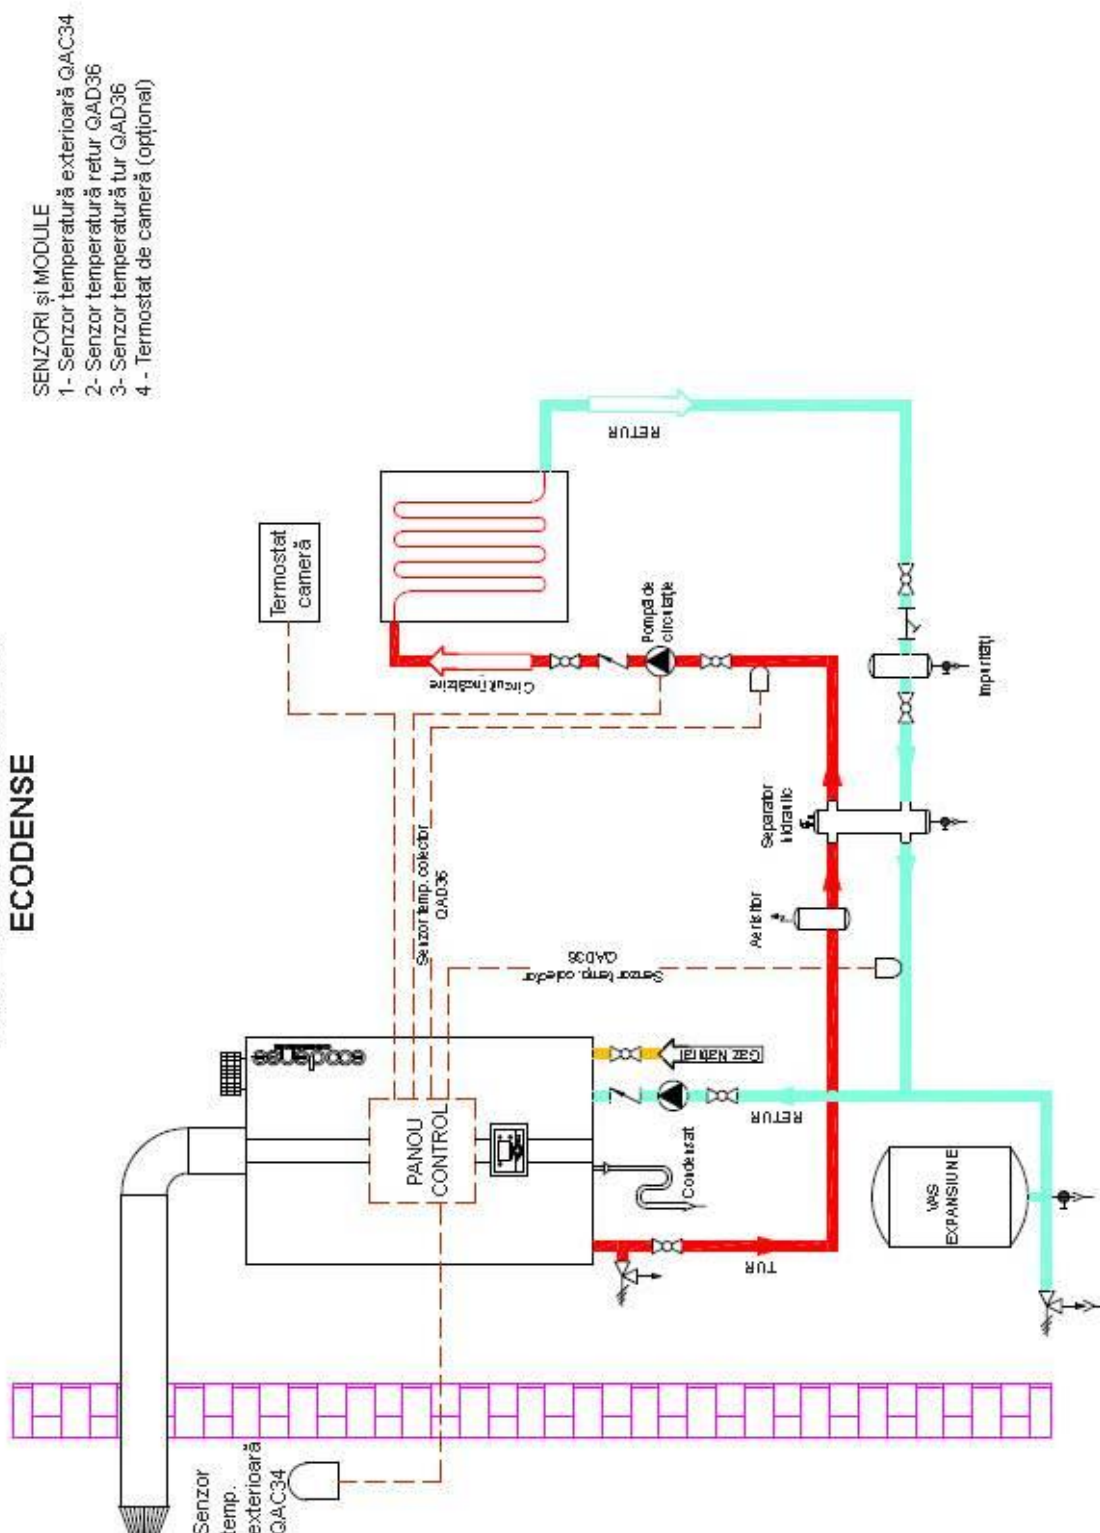 ECODENSE
SENZORI și MODULE
1- Senzor temperatură exterioară QAC34
2- Senzor temperatură retur QAD36
3- Senzor temperatură tur QAD36
4 - Termostat de cameră (opțional)
Termostat
cameră
RETUR
Circuit încălzire
Pompă de
circulație
Impurități
Separator
hidraulic
Aerisitor
Senzor temp. colector
QAD36
Senzor temp. colector
QAD36
ecodense
PANOU
CONTROL
Gaz Natural
RETUR
Condensat
TUR
VAS
EXPANSIUNE
Senzor
temp.
exterioară
QAC34